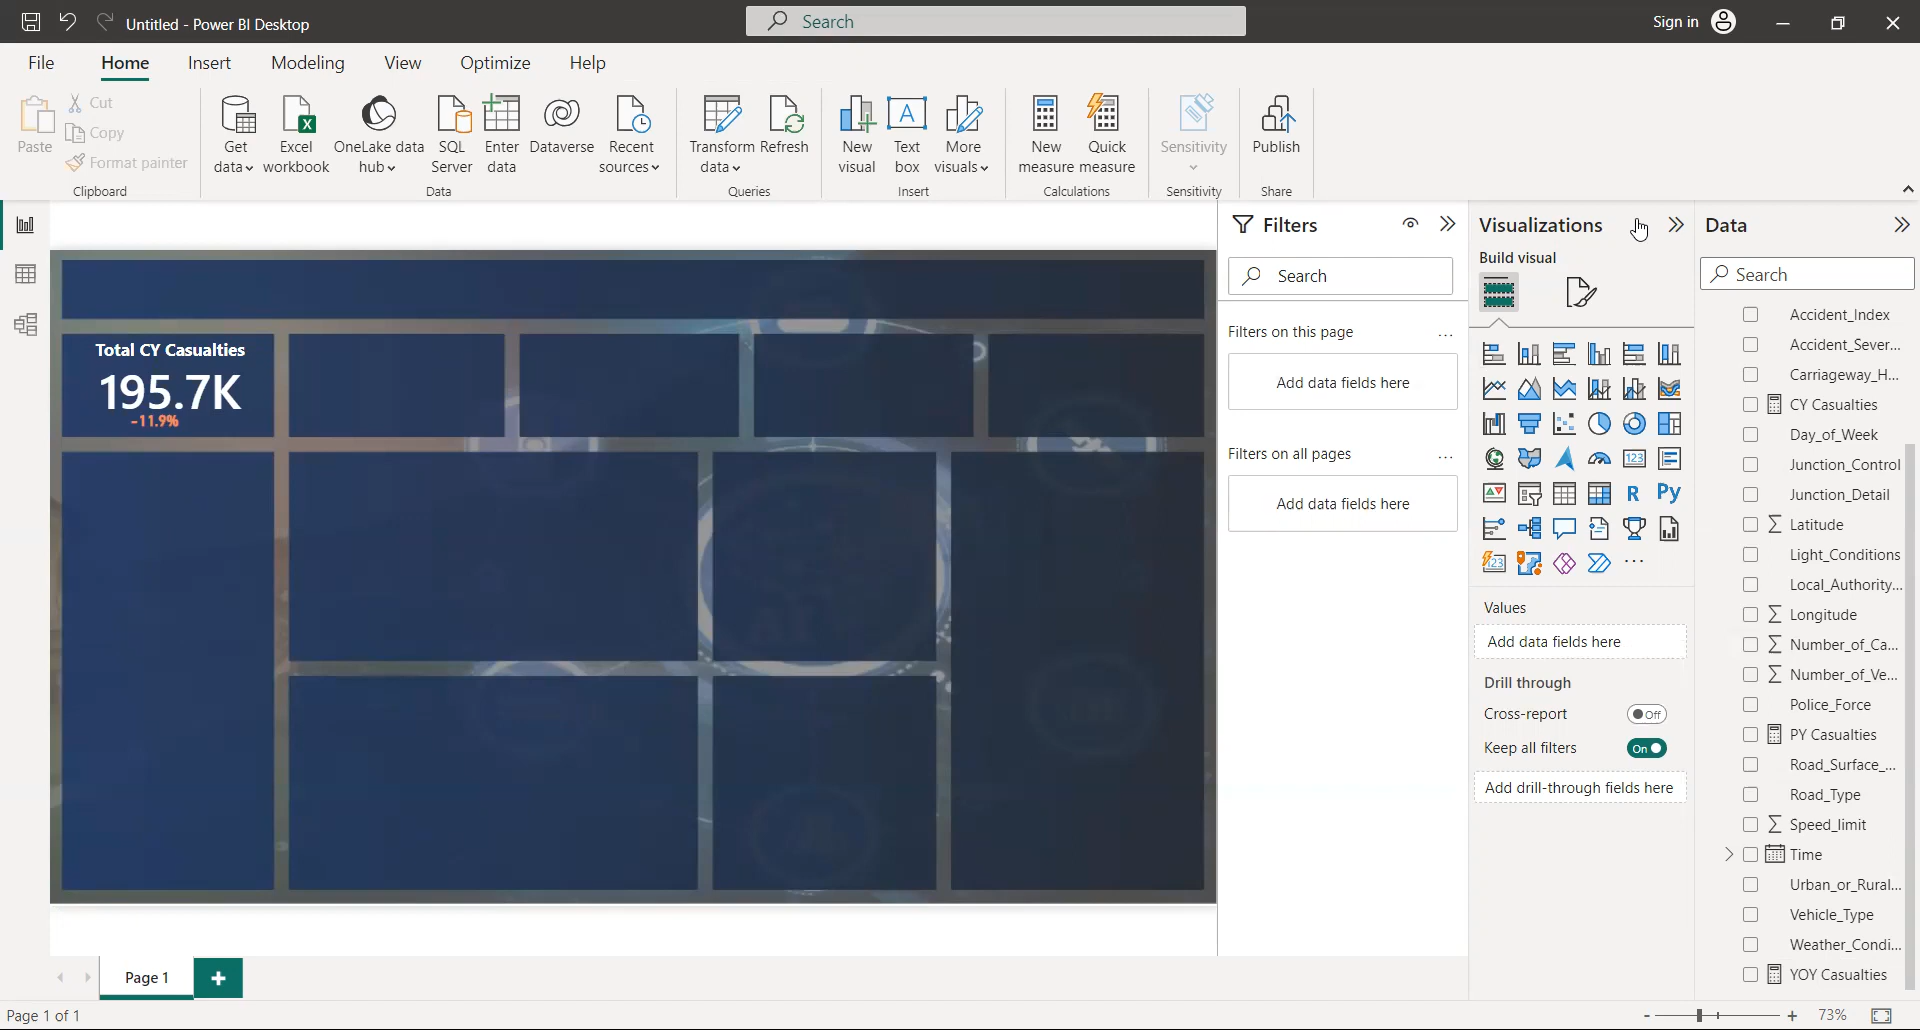 Untitled - Power BI Desktop
Search
Sign in
File Home Insert Modeling View Optimize Help
Paste
Cut
Copy
Format painter
Clipboard
Get data
Excel workbook
OneLake data hub
SQL Server
Enter data
Dataverse
Recent sources
Data
Transform data
Refresh
Queries
New visual
Text box
More visuals
Insert
New measure
Quick measure
Calculations
Sensitivity
Sensitivity
Publish
Share
Total CY Casualties
195.7K
-11.9%
Filters
Search
Filters on this page
...
Add data fields here
Filters on all pages
...
Add data fields here
Visualizations
Build visual
123
R
Py
123
...
Values
Add data fields here
Drill through
Cross-report
Off
Keep all filters
On
Add drill-through fields here
Data
Search
Accident_Index
Accident_Sever...
Carriageway_H...
CY Casualties
Day_of_Week
Junction_Control
Junction_Detail
Latitude
Light_Conditions
Local_Authority...
Longitude
Number_of_Ca...
Number_of_Ve...
Police_Force
PY Casualties
Road_Surface_...
Road_Type
Speed_limit
Time
Urban_or_Rural...
Vehicle_Type
Weather_Condi...
YOY Casualties
Page 1
+
Page 1 of 1
- + 73%